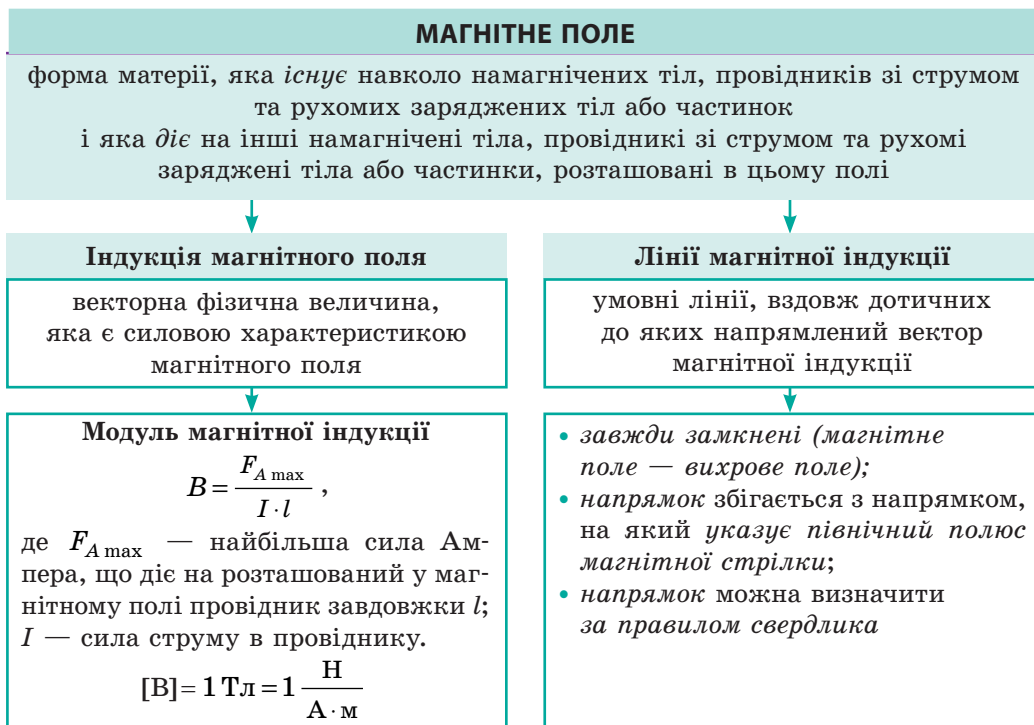 МАГНІТНЕ ПОЛЕ
форма матерії, яка існує навколо намагнічених тіл, провідників зі струмом
та рухомих заряджених тіл або частинок
і яка діє на інші намагнічені тіла, провідникі зі струмом та рухомі
заряджені тіла або частинки, розташовані в цьому полі
Індукція магнітного поля
векторна фізична величина,
яка є силовою характеристикою
магнітного поля
Модуль магнітної індукції
B = F_{A max} / (I · l) ,
де F_{A max} — найбільша сила Ам-
пера, що діє на розташований у маг-
нітному полі провідник завдовжки l;
I — сила струму в провіднику.
[B]= 1 Тл = 1 Н / (А · м)
Лінії магнітної індукції
умовні лінії, вздовж дотичних
до яких напрямлений вектор
магнітної індукції
• завжди замкнені (магнітне
поле — вихрове поле);
• напрямок збігається з напрямком,
на який указує північний полюс
магнітної стрілки;
• напрямок можна визначити
за правилом свердлика